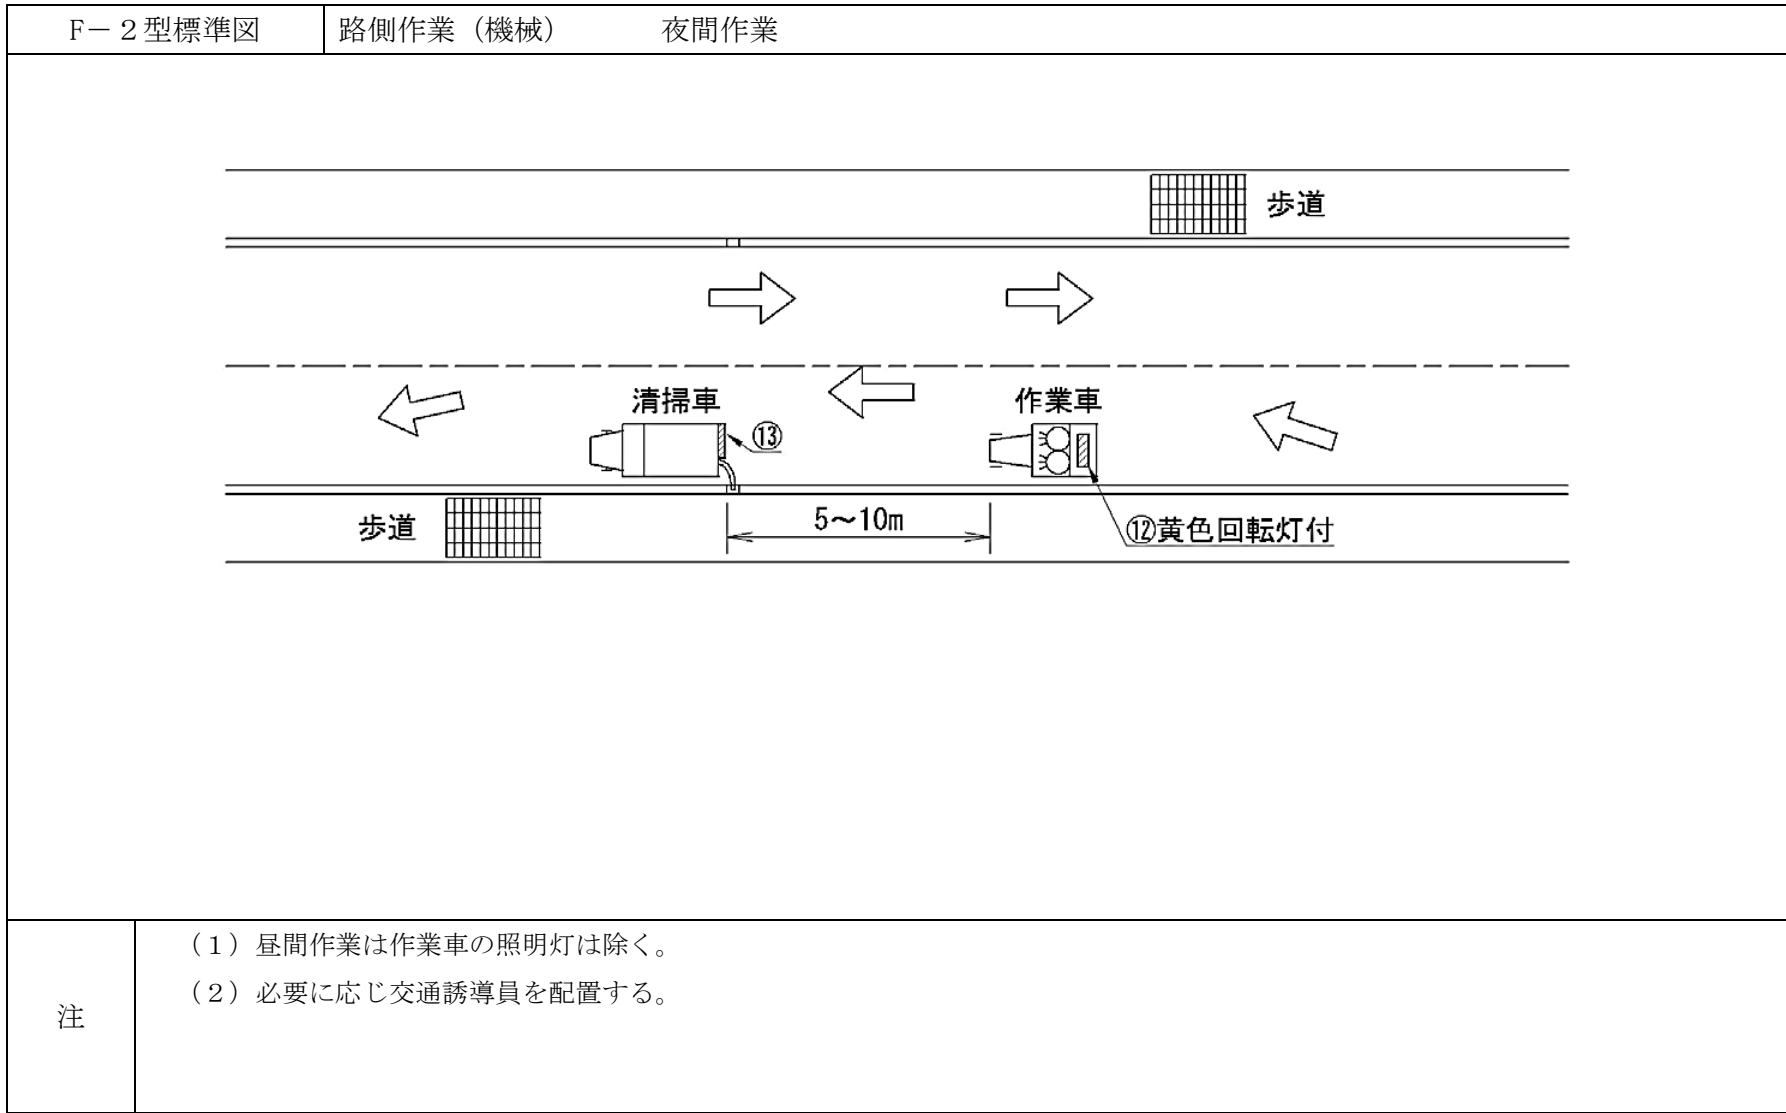 F－２型標準図
路側作業（機械）　　　夜間作業
歩道
清掃車
作業車
⑬
歩道
5～10m
⑫黄色回転灯付
注
（１）昼間作業は作業車の照明灯は除く。
（２）必要に応じ交通誘導員を配置する。